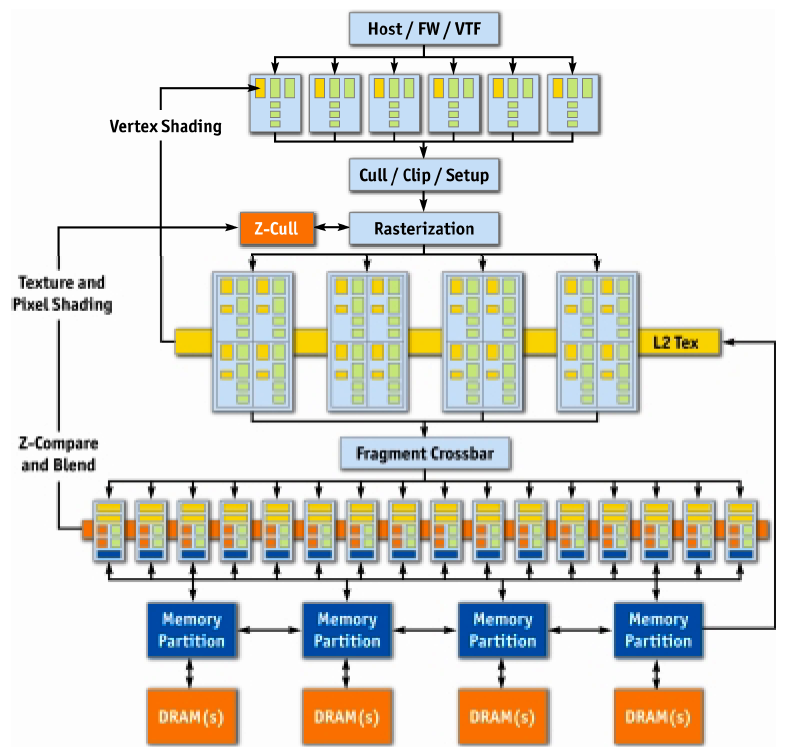 Host / FW / VTF
Vertex Shading
Cull / Clip / Setup
Z-Cull
Rasterization
Texture and
Pixel Shading
L2 Tex
Z-Compare
and Blend
Fragment Crossbar
Memory
Partition
Memory
Partition
Memory
Partition
Memory
Partition
DRAM(s)
DRAM(s)
DRAM(s)
DRAM(s)